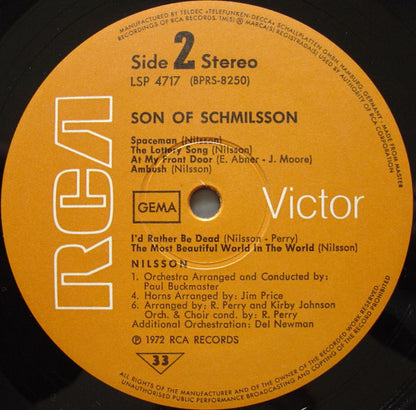 MANUFACTURED BY TELDEC »TELEFUNKEN-DECCA« SCHALLPLATTEN GMBH, HAMBURG, GERMANY · MADE FROM MASTER
RECORDINGS OF RCA RECORDS. TM(S) ® MARCA(S) REGISTRADA(S) USED BY AUTHORITY OF RCA CORPORATION
Side 2 Stereo
LSP 4717 (BPRS-8250)
SON OF SCHMILSSON
Spaceman (Nilsson)
The Lottery Song (Nilsson)
At My Front Door (E. Abner - J. Moore)
Ambush (Nilsson)
RCA
GEMA
Victor
I'd Rather Be Dead (Nilsson - Perry)
The Most Beautiful World In The World (Nilsson)
NILSSON
1. Orchestra Arranged and Conducted by:
Paul Buckmaster
4. Horns Arranged by: Jim Price
6. Arranged by: R. Perry and Kirby Johnson
Orch. & Choir cond. by: R. Perry
Additional Orchestration: Del Newman
Ⓟ 1972 RCA RECORDS
33
ALL RIGHTS OF THE MANUFACTURER AND OF THE OWNER OF THE RECORDED WORK RESERVED.
UNAUTHORISED PUBLIC PERFORMANCE BROADCASTING AND COPYING OF THE RECORD PROHIBITED